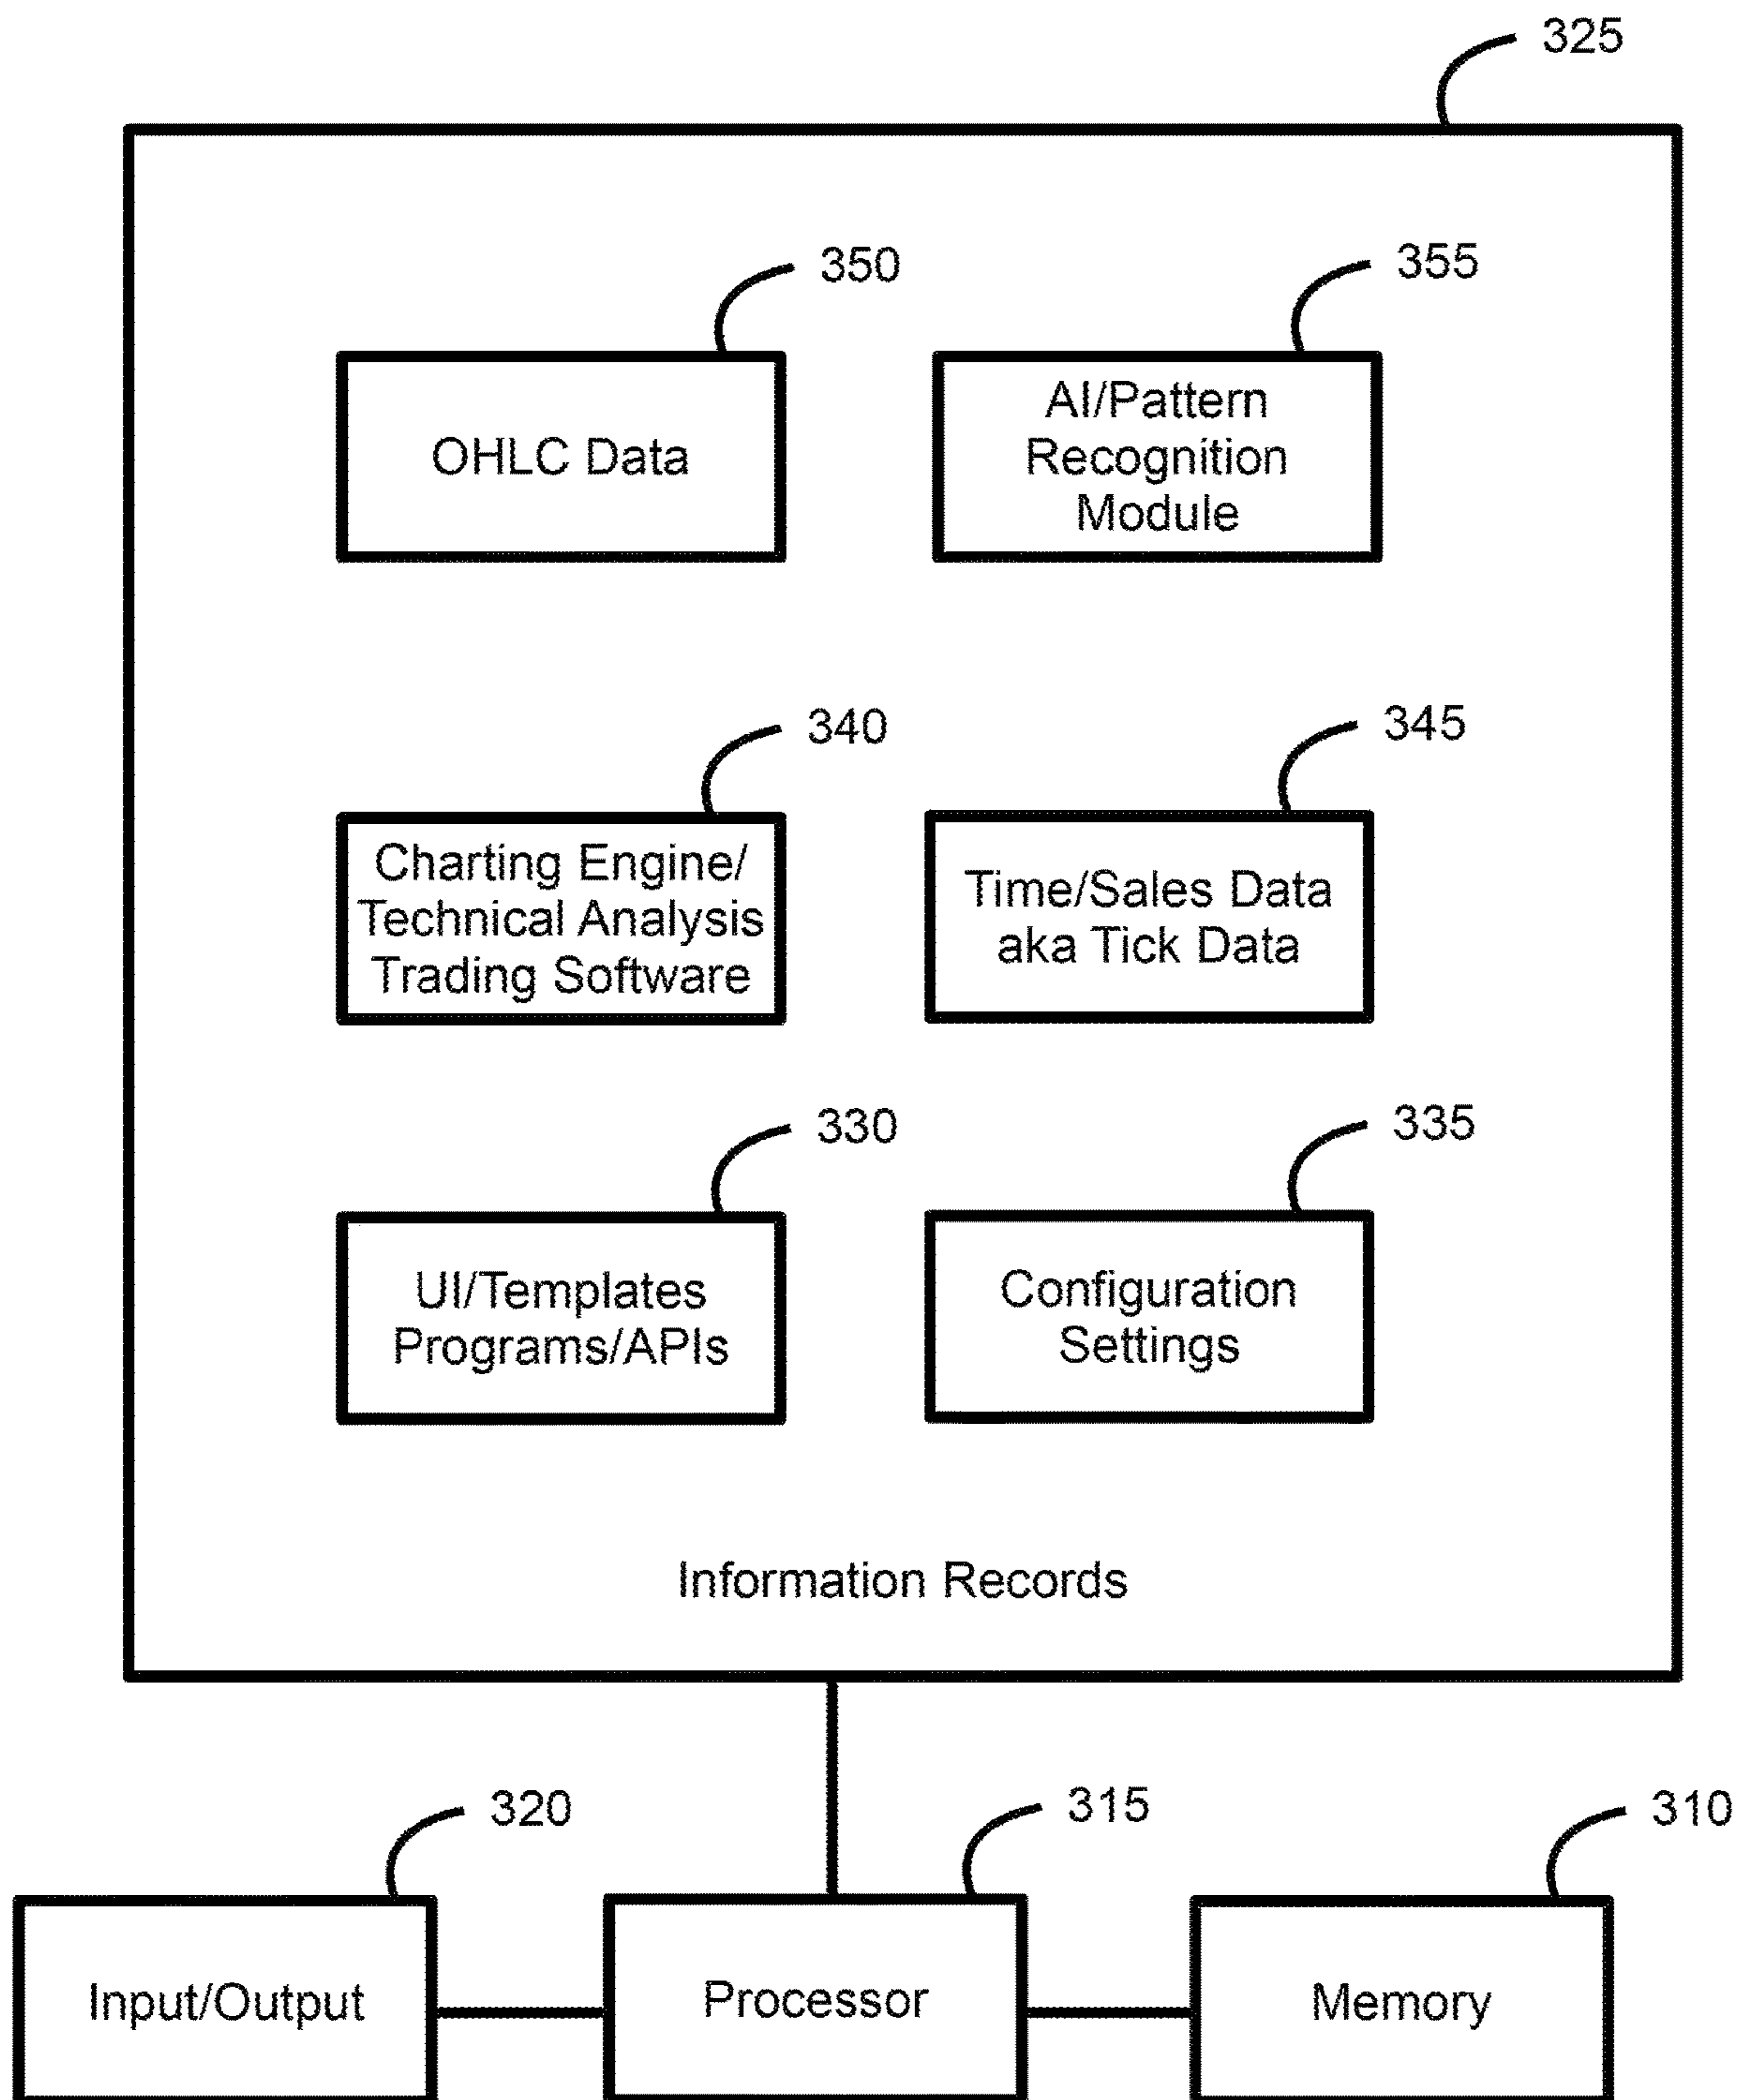 325
350
OHLC Data
355
AI/Pattern
Recognition
Module
340
Charting Engine/
Technical Analysis
Trading Software
345
Time/Sales Data
aka Tick Data
330
UI/Templates
Programs/APIs
335
Configuration
Settings
Information Records
320
Input/Output
315
Processor
310
Memory